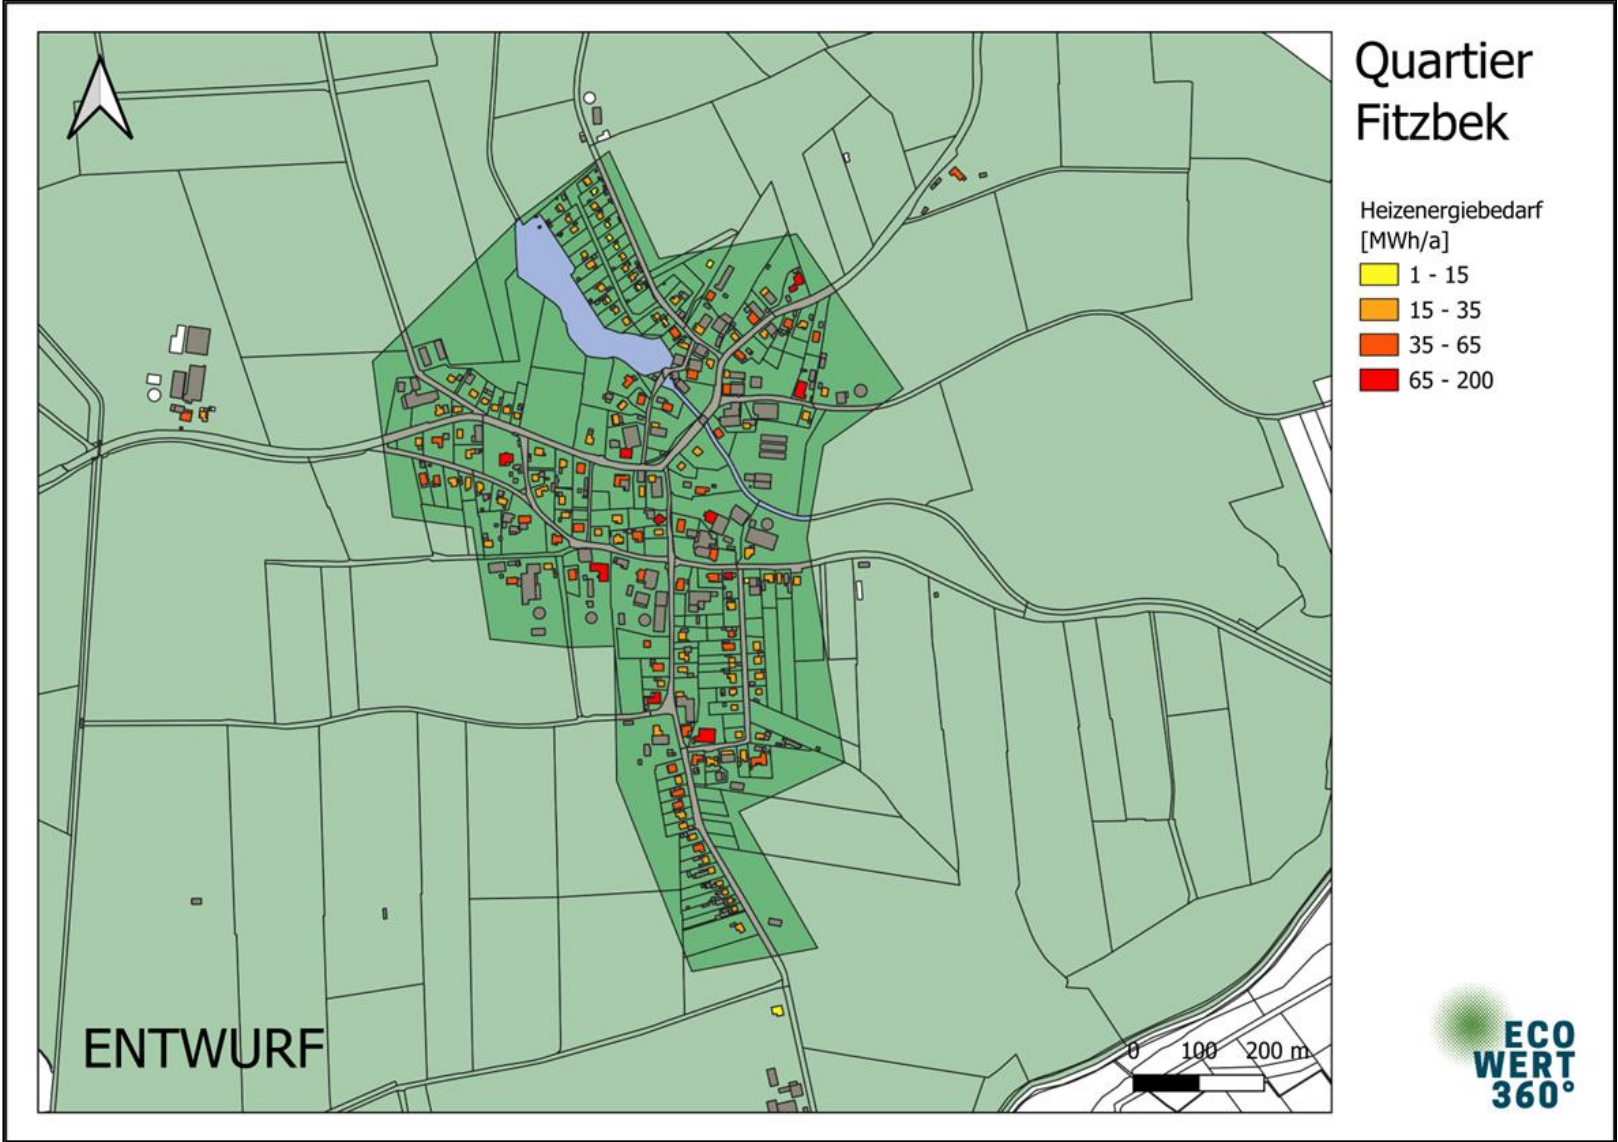 Quartier
Fitzbek
Heizenergiebedarf
[MWh/a]
1 - 15
15 - 35
35 - 65
65 - 200
ENTWURF
0 100 200 m
ECO
WERT
360°